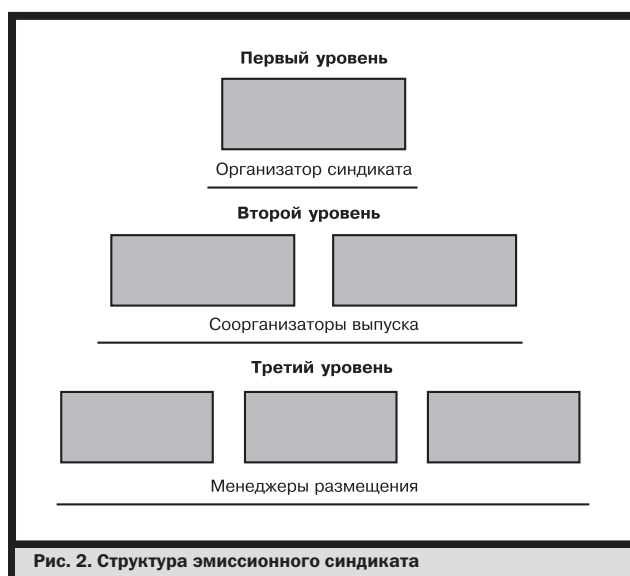 Первый уровень
Организатор синдиката
Второй уровень
Соорганизаторы выпуска
Третий уровень
Менеджеры размещения
Рис. 2. Структура эмиссионного синдиката